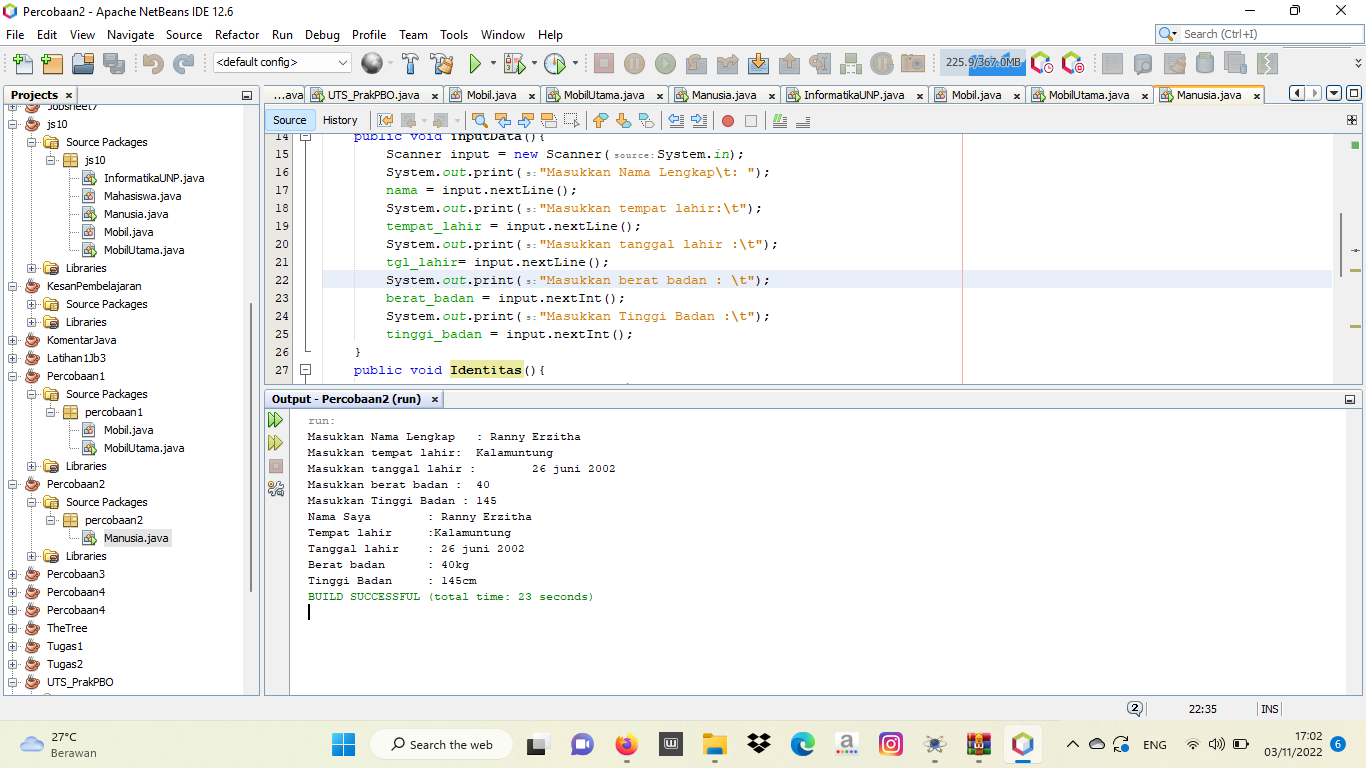 Percobaan2 - Apache NetBeans IDE 12.6
File Edit View Navigate Source Refactor Run Debug Profile Team Tools Window Help
Search (Ctrl+I)
<default config>
225.9/367.0MB
Projects
...ava UTS_PrakPBO.java Mobil.java MobilUtama.java Manusia.java InformatikaUNP.java Mobil.java MobilUtama.java Manusia.java
Source History
Jobsheet7
js10
Source Packages
js10
InformatikaUNP.java
Mahasiswa.java
Manusia.java
Mobil.java
MobilUtama.java
Libraries
KesanPembelajaran
Source Packages
Libraries
KomentarJava
Latihan1Jb3
Percobaan1
Source Packages
percobaan1
Mobil.java
MobilUtama.java
Libraries
Percobaan2
Source Packages
percobaan2
Manusia.java
Libraries
Percobaan3
Percobaan4
Percobaan4
TheTree
Tugas1
Tugas2
UTS_PrakPBO
14 public void inputData(){
15 Scanner input = new Scanner(source:System.in);
16 System.out.print(s:"Masukkan Nama Lengkap\t: ");
17 nama = input.nextLine();
18 System.out.print(s:"Masukkan tempat lahir:\t");
19 tempat_lahir = input.nextLine();
20 System.out.print(s:"Masukkan tanggal lahir :\t");
21 tgl_lahir= input.nextLine();
22 System.out.print(s:"Masukkan berat badan : \t");
23 berat_badan = input.nextInt();
24 System.out.print(s:"Masukkan Tinggi Badan :\t");
25 tinggi_badan = input.nextInt();
26 }
27 public void Identitas(){
Output - Percobaan2 (run)
run:
Masukkan Nama Lengkap : Ranny Erzitha
Masukkan tempat lahir: Kalamuntung
Masukkan tanggal lahir : 26 juni 2002
Masukkan berat badan : 40
Masukkan Tinggi Badan : 145
Nama Saya : Ranny Erzitha
Tempat lahir :Kalamuntung
Tanggal lahir : 26 juni 2002
Berat badan : 40kg
Tinggi Badan : 145cm
BUILD SUCCESSFUL (total time: 23 seconds)
2 22:35 INS
27°C
Berawan
Search the web
ENG
17:02
03/11/2022
6